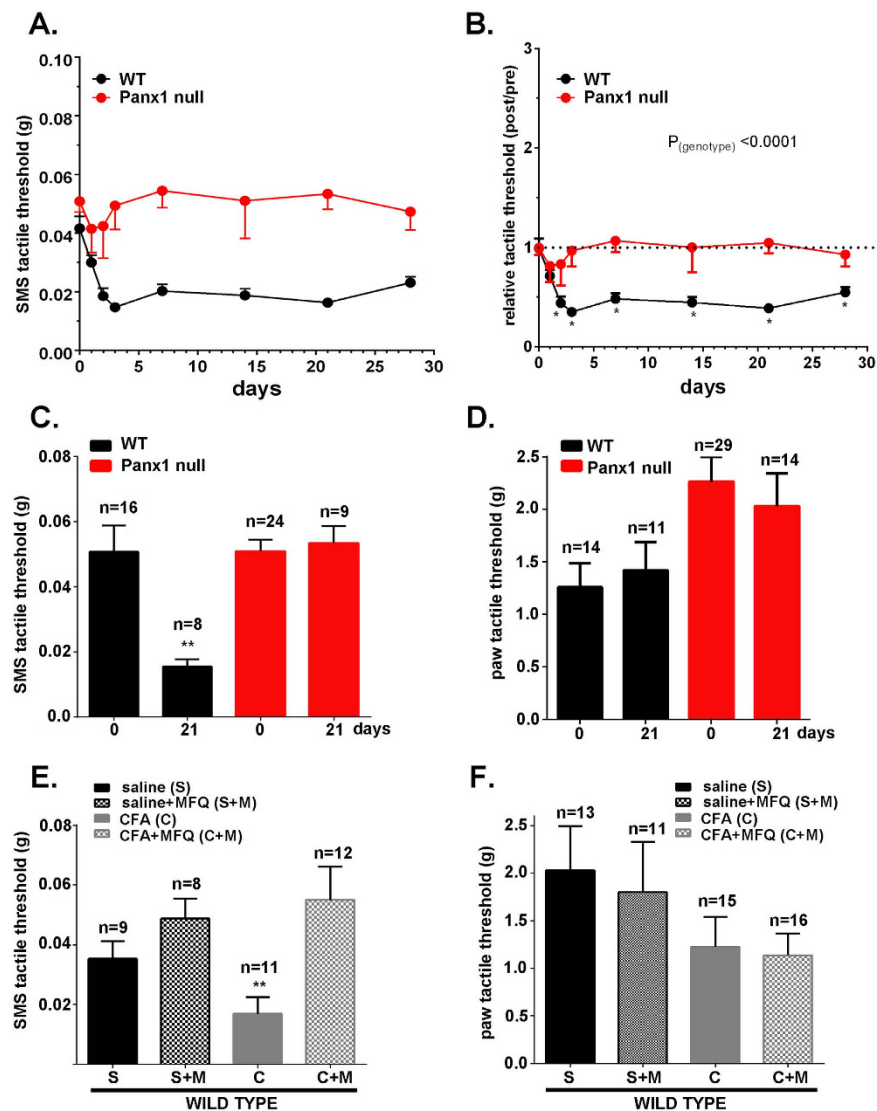 A.
WT
Panx1 null
SMS tactile threshold (g)
0.10
0.08
0.06
0.04
0.02
0.00
0 5 10 15 20 25 30
days
B.
WT
Panx1 null
P(genotype) <0.0001
relative tactile threshold (post/pre)
3
2
1
0
* * * * * *
0 5 10 15 20 25 30
days
C.
WT
Panx1 null
SMS tactile threshold (g)
0.08
0.06
0.04
0.02
0.0
n=16
n=8
**
n=24
n=9
0 21 0 21 days
D.
WT
Panx1 null
paw tactile threshold (g)
2.5
2.0
1.5
1.0
0.5
0.0
n=14
n=11
n=29
n=14
0 21 0 21
days
E.
saline (S)
saline+MFQ (S+M)
CFA (C)
CFA+MFQ (C+M)
SMS tactile threshold (g)
0.08
0.06
0.04
0.02
n=9
n=8
n=11
**
n=12
S S+M C C+M
WILD TYPE
F.
saline (S)
saline+MFQ (S+M)
CFA (C)
CFA+MFQ (C+M)
paw tactile threshold (g)
2.5
2.0
1.5
1.0
0.5
0.0
n=13
n=11
n=15
n=16
S S+M C C+M
WILD TYPE